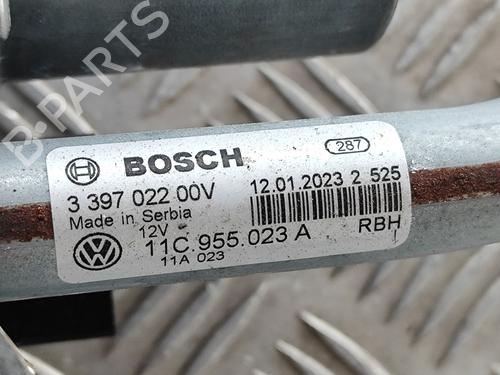 BOSCH
287
3 397 022 00V
12.01.2023 2 525
Made in Serbia
12V
11C.955.023 A
RBH
11A 023
B-PARTS